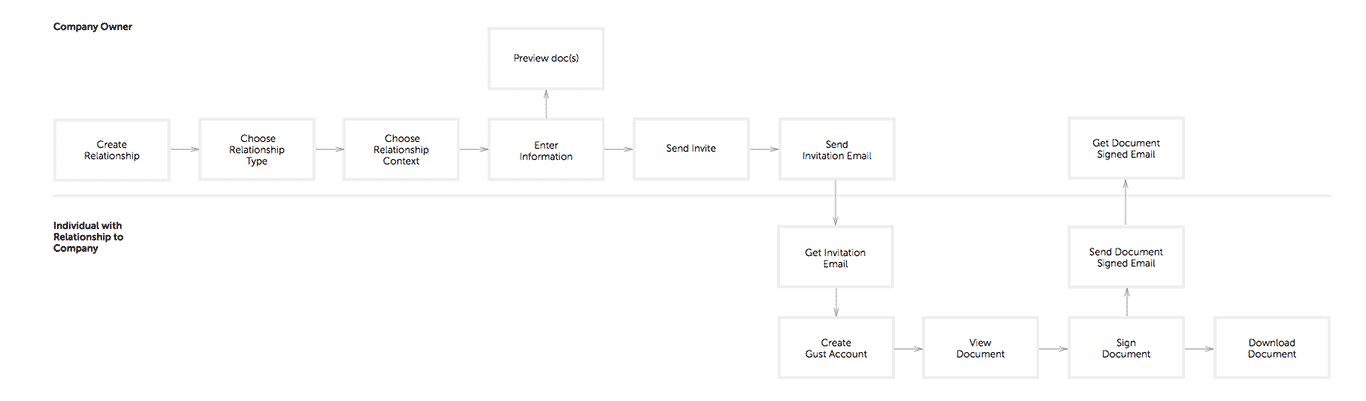 Company Owner
Preview doc(s)
Create
Relationship
Choose
Relationship
Type
Choose
Relationship
Context
Enter
Information
Send Invite
Send
Invitation Email
Get Document
Signed Email
Individual with
Relationship to
Company
Get Invitation
Email
Send Document
Signed Email
Create
Gust Account
View
Document
Sign
Document
Download
Document